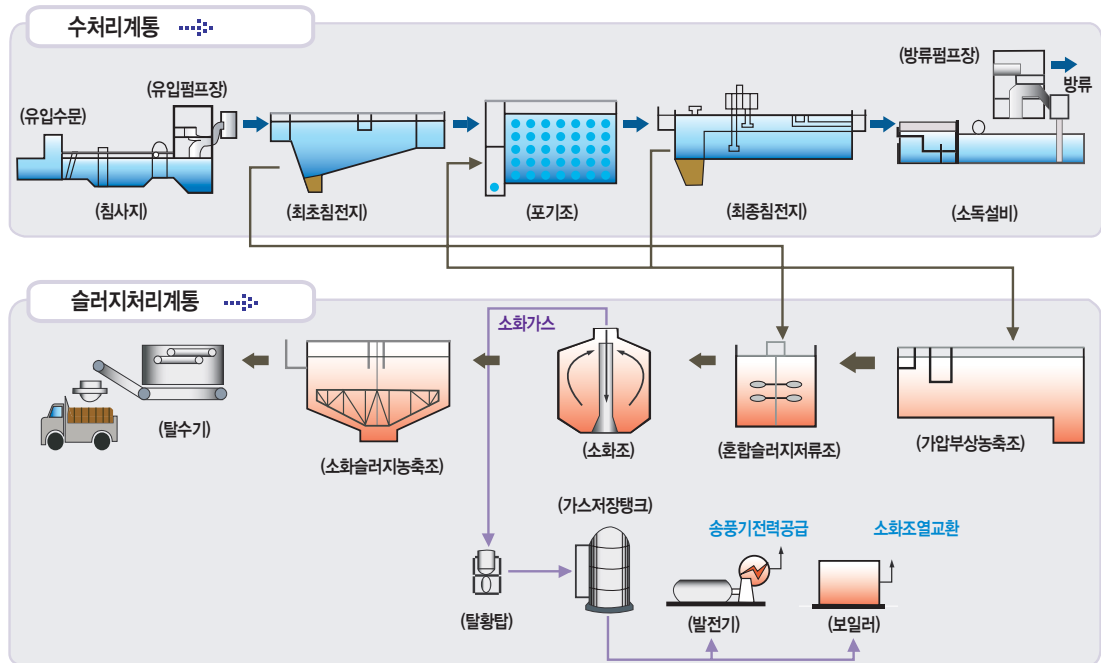 수처리계통
(유입수문)
(유입펌프장)
(방류펌프장)
방류
(침사지)
(최초침전지)
(포기조)
(최종침전지)
(소독설비)
슬러지처리계통
소화가스
(탈수기)
(소화슬러지농축조)
(소화조)
(혼합슬러지저류조)
(가압부상농축조)
(가스저장탱크)
송풍기전력공급
소화조열교환
(탈황탑)
(발전기)
(보일러)